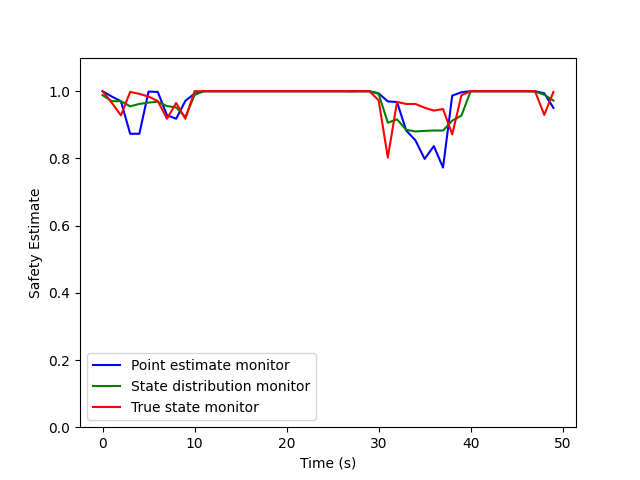 1.0
0.8
0.6
0.4
0.2
0.0
Safety Estimate
Point estimate monitor
State distribution monitor
True state monitor
0 10 20 30 40 50
Time (s)